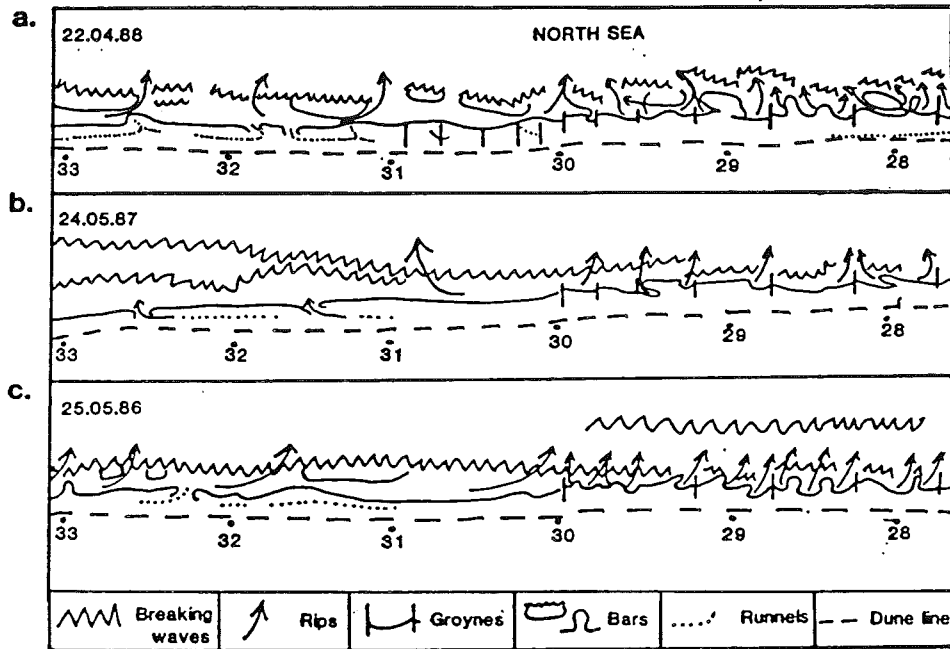 a.
22.04.88
NORTH SEA
33 32 31 30 29 28
b.
24.05.87
33 32 31 30 29 28
c.
25.05.86
33 32 31 30 29 28
Breaking waves
Rips
Groynes
Bars
Runnels
Dune line